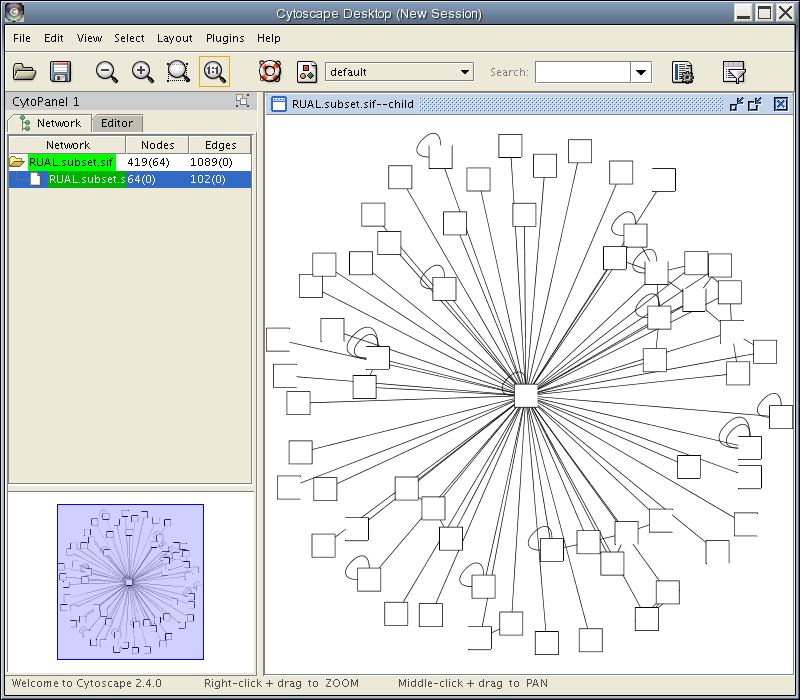 Cytoscape Desktop (New Session)
File Edit View Select Layout Plugins Help
default Search:
CytoPanel 1
RUAL.subset.sif--child
Network Editor
Network Nodes Edges
RUAL.subset.sif 419(64) 1089(0)
RUAL.subset.s 64(0) 102(0)
Welcome to Cytoscape 2.4.0 Right-click + drag to ZOOM Middle-click + drag to PAN